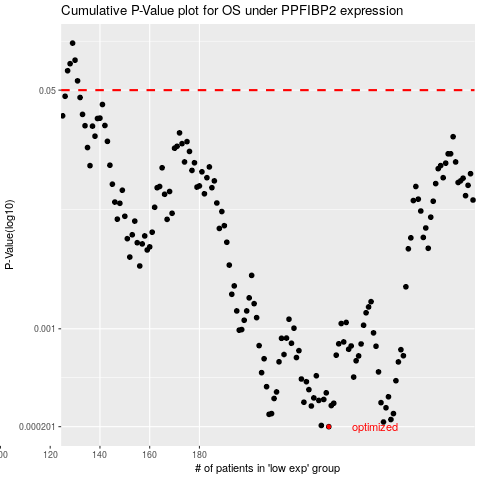 Cumulative P-Value plot for OS under PPFIBP2 expression
0.05
P-Value(log10)
0.001
0.000201
optimized
00 120 140 160 180
# of patients in 'low exp' group